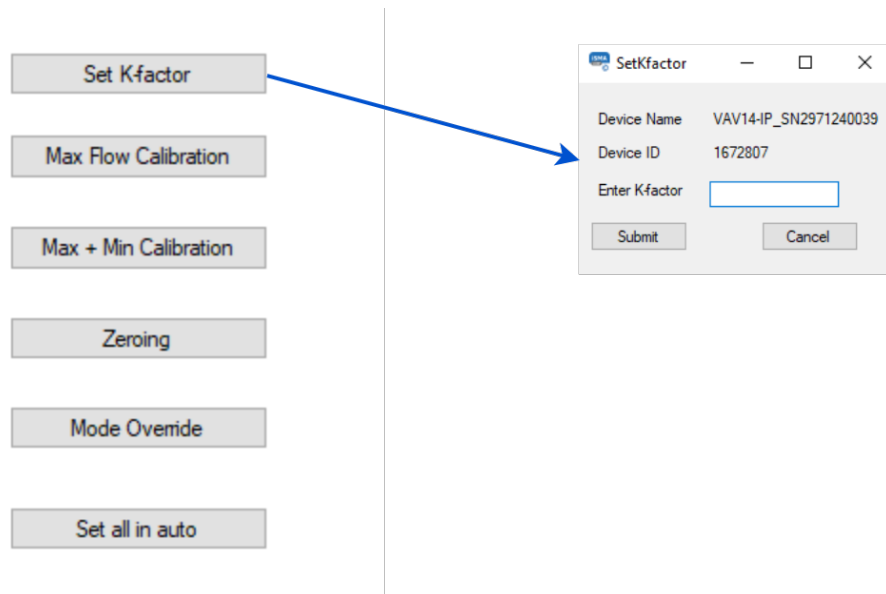 Set K-factor
Max Flow Calibration
Max + Min Calibration
Zeroing
Mode Override
Set all in auto
iSMA
SetKfactor
Device Name VAV14-IP_SN2971240039
Device ID 1672807
Enter K-factor
Submit Cancel